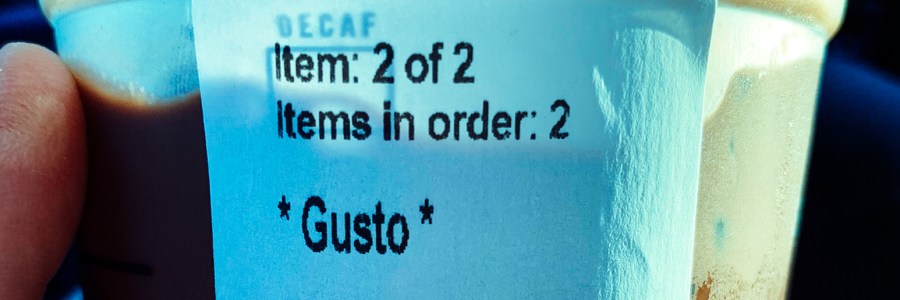 DECAF
Item: 2 of 2
Items in order: 2
* Gusto *